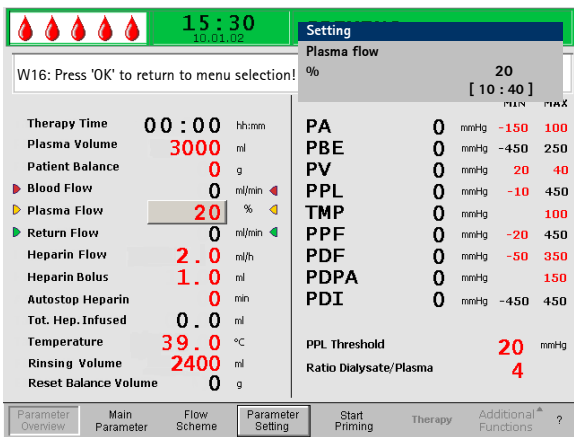 15:30
10.01.02
Setting
Plasma flow
% 20
[ 10 : 40 ]
W16: Press 'OK' to return to menu selection!
MIN MAX
Therapy Time 00:00 hh:mm
Plasma Volume 3000 ml
Patient Balance 0 g
Blood Flow 0 ml/min
Plasma Flow 20 %
Return Flow 0 ml/min
Heparin Flow 2.0 ml/h
Heparin Bolus 1.0 ml
Autostop Heparin 0 min
Tot. Hep. Infused 0.0 ml
Temperature 39.0 °C
Rinsing Volume 2400 ml
Reset Balance Volume 0 g
PA 0 mmHg -150 100
PBE 0 mmHg -450 250
PV 0 mmHg 20 40
PPL 0 mmHg -10 450
TMP 0 mmHg 100
PPF 0 mmHg -20 450
PDF 0 mmHg -50 350
PDPA 0 mmHg 150
PDI 0 mmHg -450 450
PPL Threshold 20 mmHg
Ratio Dialysate/Plasma 4
Parameter Overview
Main Parameter
Flow Scheme
Parameter Setting
Start Priming
Therapy
Additional Functions
?